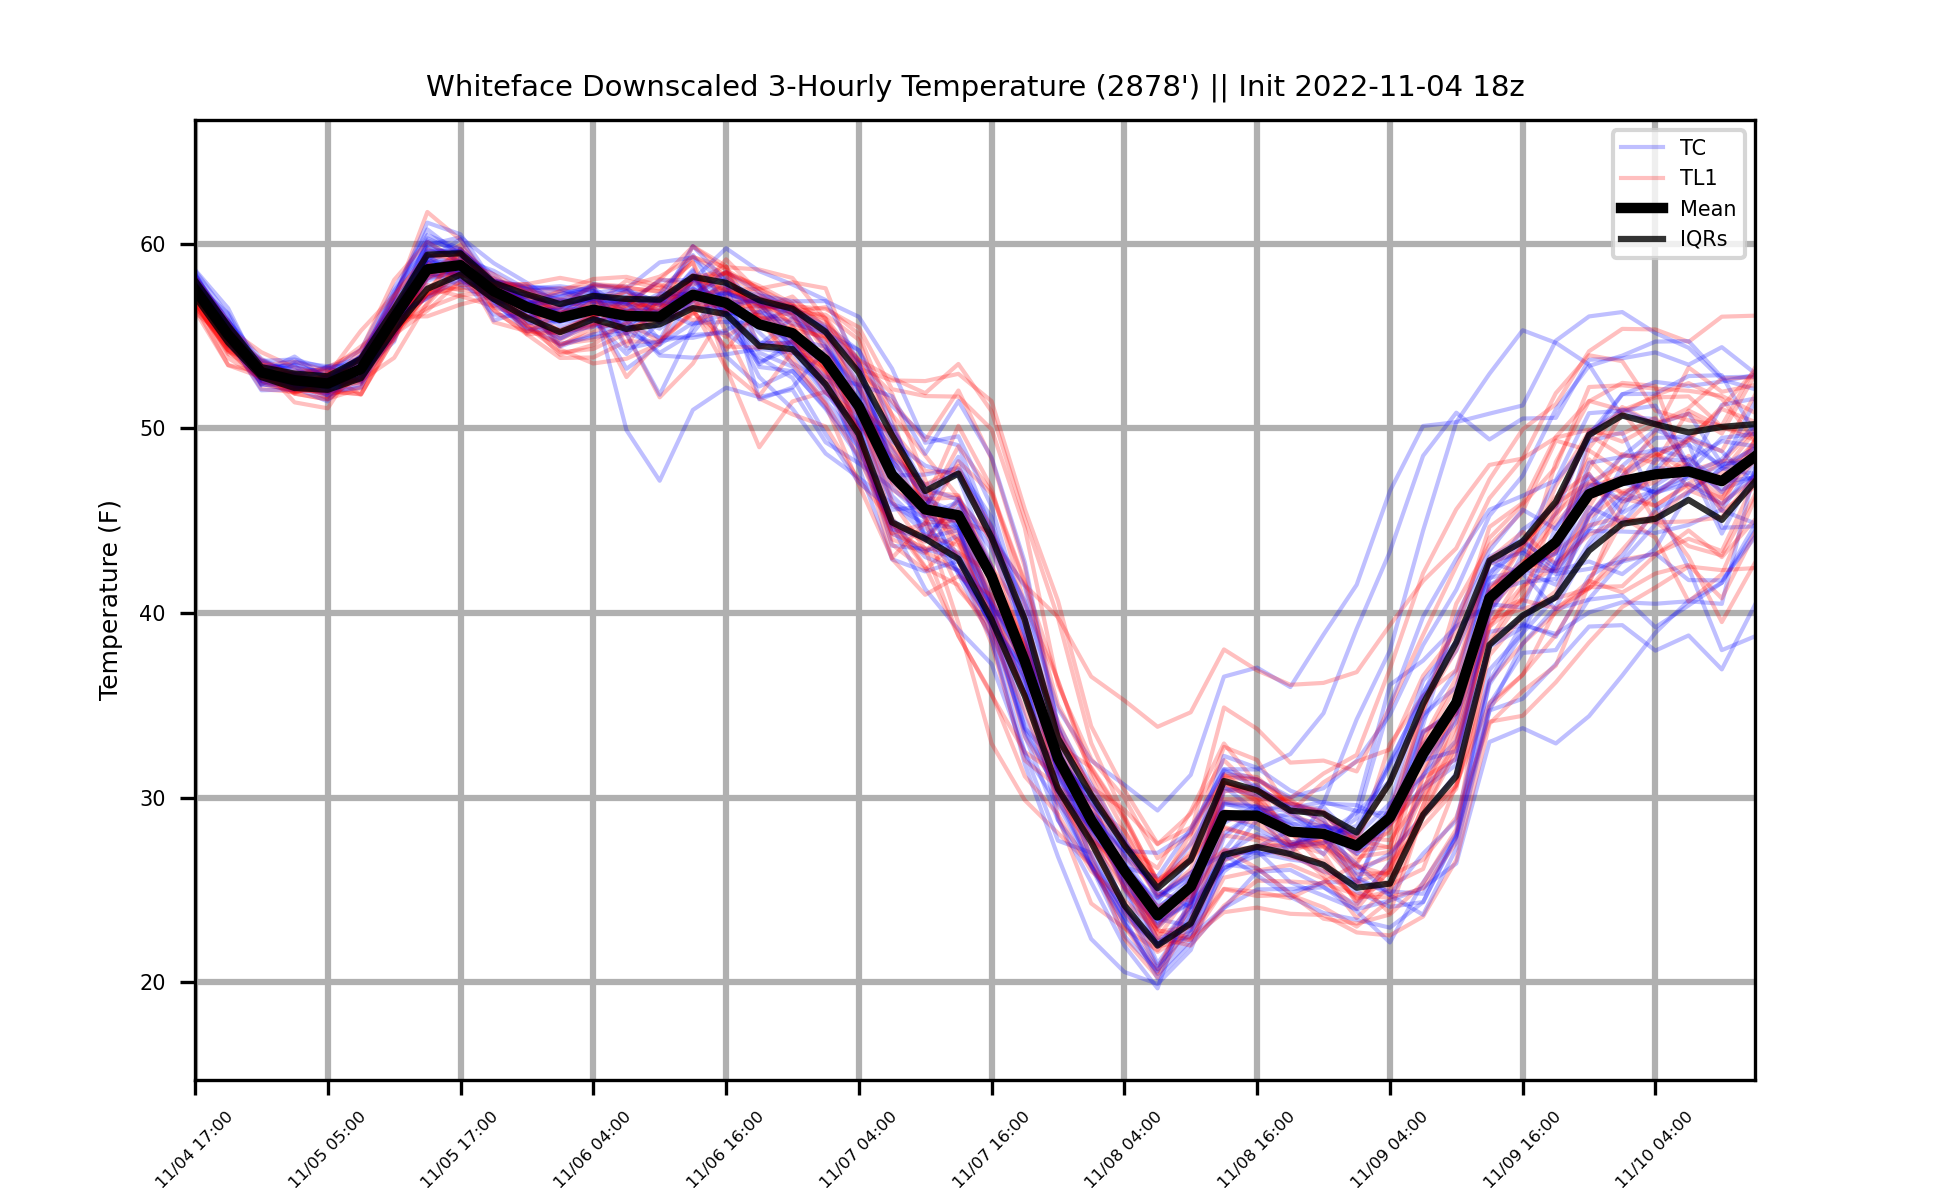 Whiteface Downscaled 3-Hourly Temperature (2878') || Init 2022-11-04 18z
TC
TL1
Mean
IQRs
Temperature (F)
60
50
40
30
20
11/04 17:00
11/05 05:00
11/05 17:00
11/06 04:00
11/06 16:00
11/07 04:00
11/07 16:00
11/08 04:00
11/08 16:00
11/09 04:00
11/09 16:00
11/10 04:00